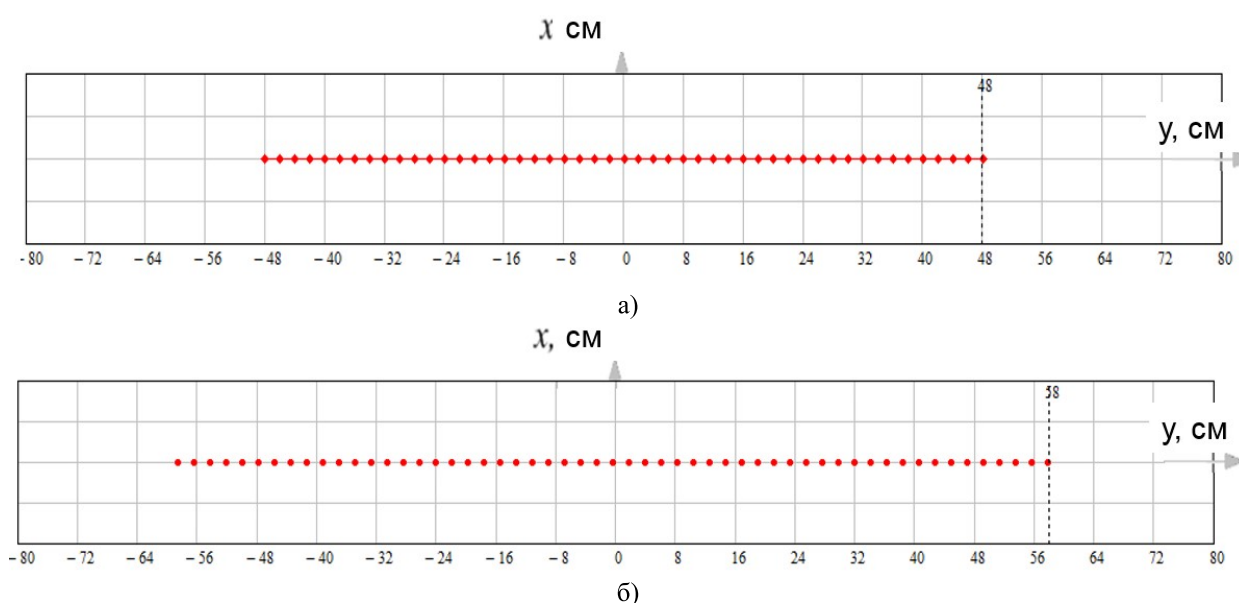 x см
48
y, см
- 80 – 72 – 64 – 56 – 48 – 40 – 32 – 24 – 16 – 8 0 8 16 24 32 40 48 56 64 72 80
а)
x, см
58
y, см
– 80 – 72 – 64 – 56 – 48 – 40 – 32 – 24 – 16 – 8 0 8 16 24 32 40 48 56 64 72 80
б)